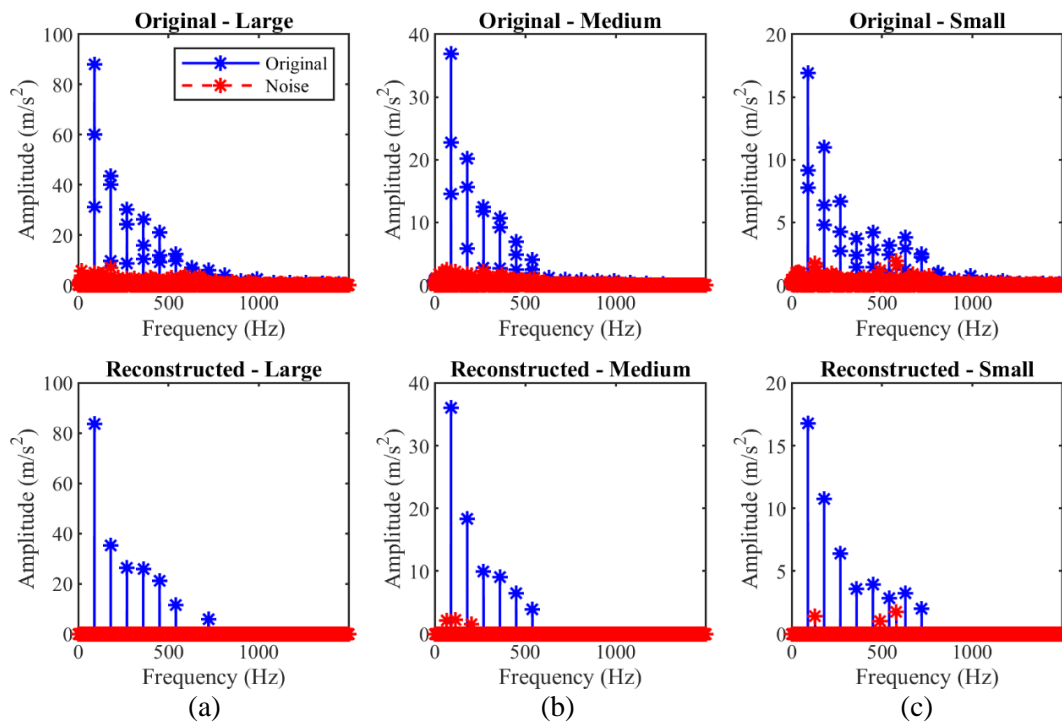 Original - Large
Original - Medium
Original - Small
100
80
60
40
20
0
Amplitude (m/s²)
Original
Noise
0 500 1000
Frequency (Hz)
40
30
20
10
0
Amplitude (m/s²)
0 500 1000
Frequency (Hz)
20
15
10
5
0
Amplitude (m/s²)
0 500 1000
Frequency (Hz)
Reconstructed - Large
Reconstructed - Medium
Reconstructed - Small
100
80
60
40
20
0
Amplitude (m/s²)
0 500 1000
Frequency (Hz)
40
30
20
10
0
Amplitude (m/s²)
0 500 1000
Frequency (Hz)
20
15
10
5
0
Amplitude (m/s²)
0 500 1000
Frequency (Hz)
(a)
(b)
(c)